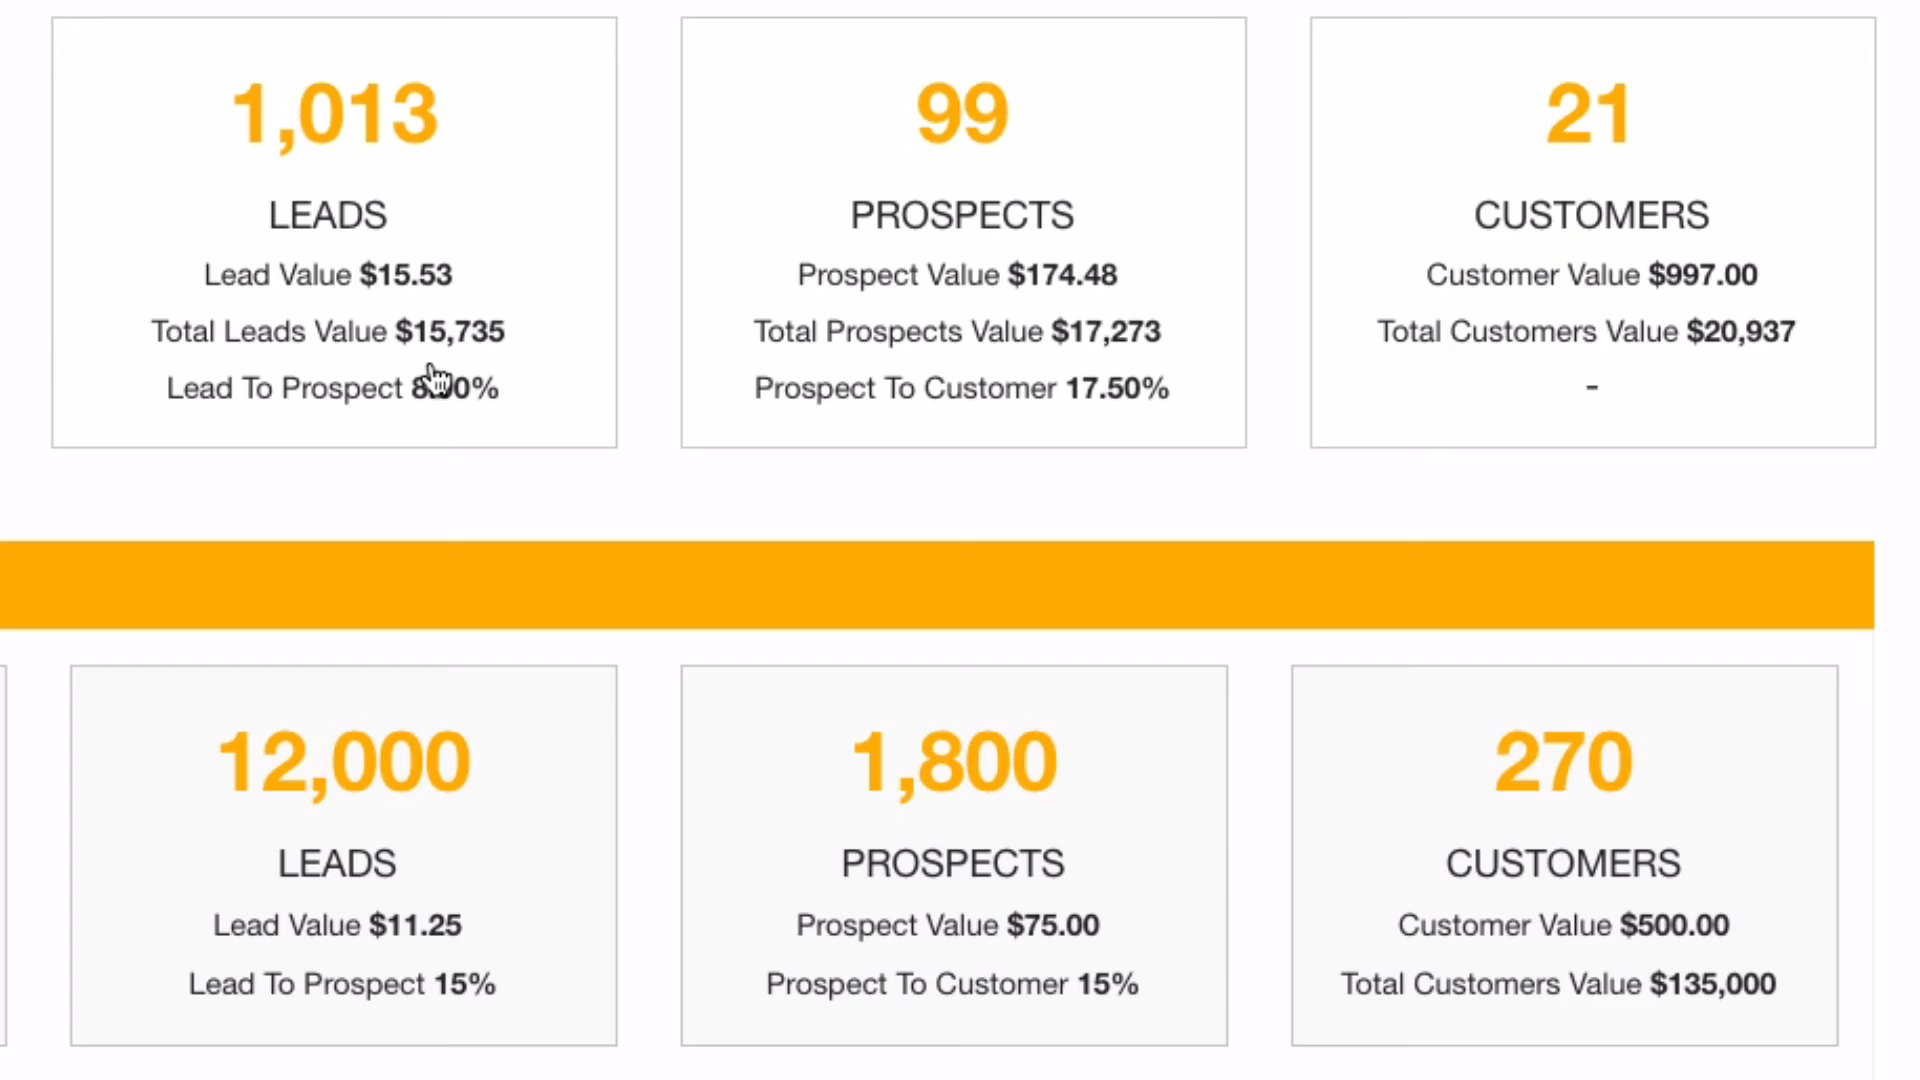 1,013
LEADS
Lead Value $15.53
Total Leads Value $15,735
Lead To Prospect
99
PROSPECTS
Prospect Value $174.48
Total Prospects Value $17,273
Prospect To Customer 17.50%
21
CUSTOMERS
Customer Value $997.00
Total Customers Value $20,937
-
12,000
LEADS
Lead Value $11.25
Lead To Prospect 15%
1,800
PROSPECTS
Prospect Value $75.00
Prospect To Customer 15%
270
CUSTOMERS
Customer Value $500.00
Total Customers Value $135,000